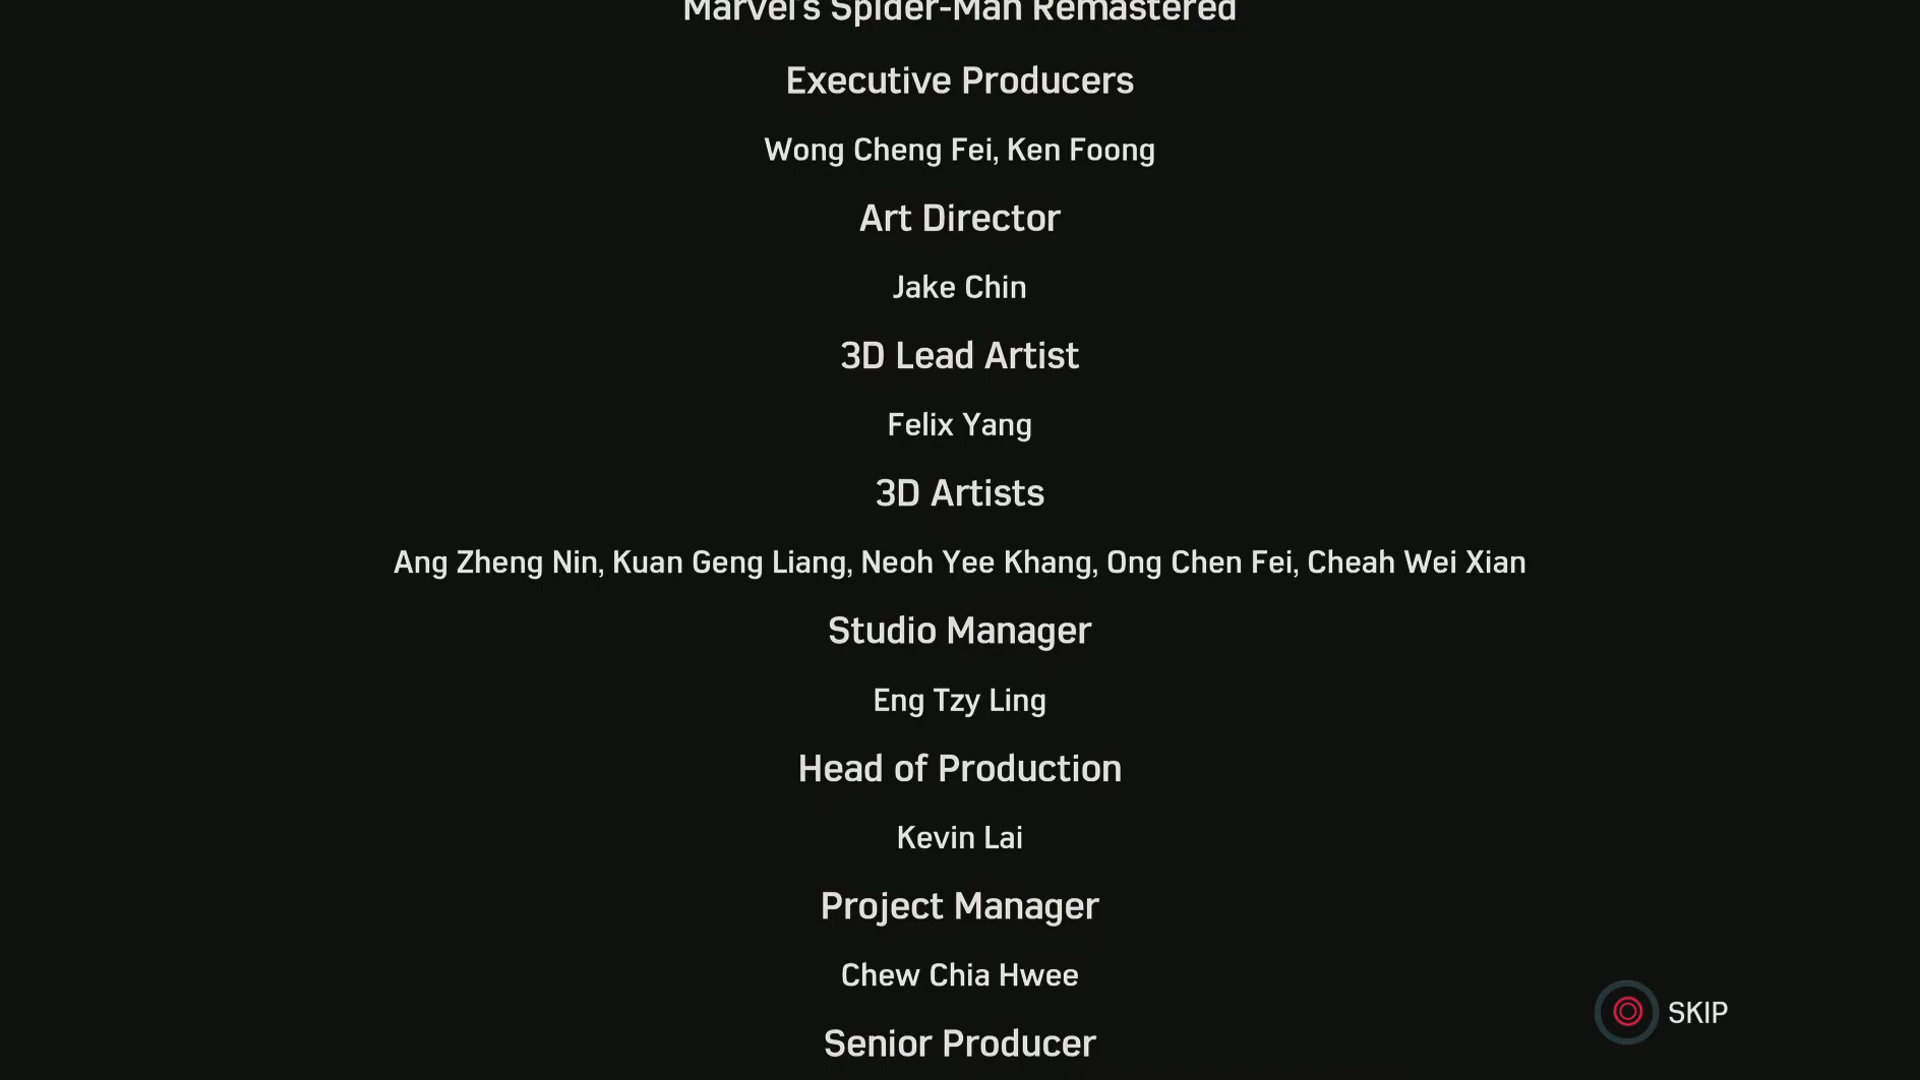 Marvel's Spider-Man Remastered
Executive Producers
Wong Cheng Fei, Ken Foong
Art Director
Jake Chin
3D Lead Artist
Felix Yang
3D Artists
Ang Zheng Nin, Kuan Geng Liang, Neoh Yee Khang, Ong Chen Fei, Cheah Wei Xian
Studio Manager
Eng Tzy Ling
Head of Production
Kevin Lai
Project Manager
Chew Chia Hwee
SKIP
Senior Producer